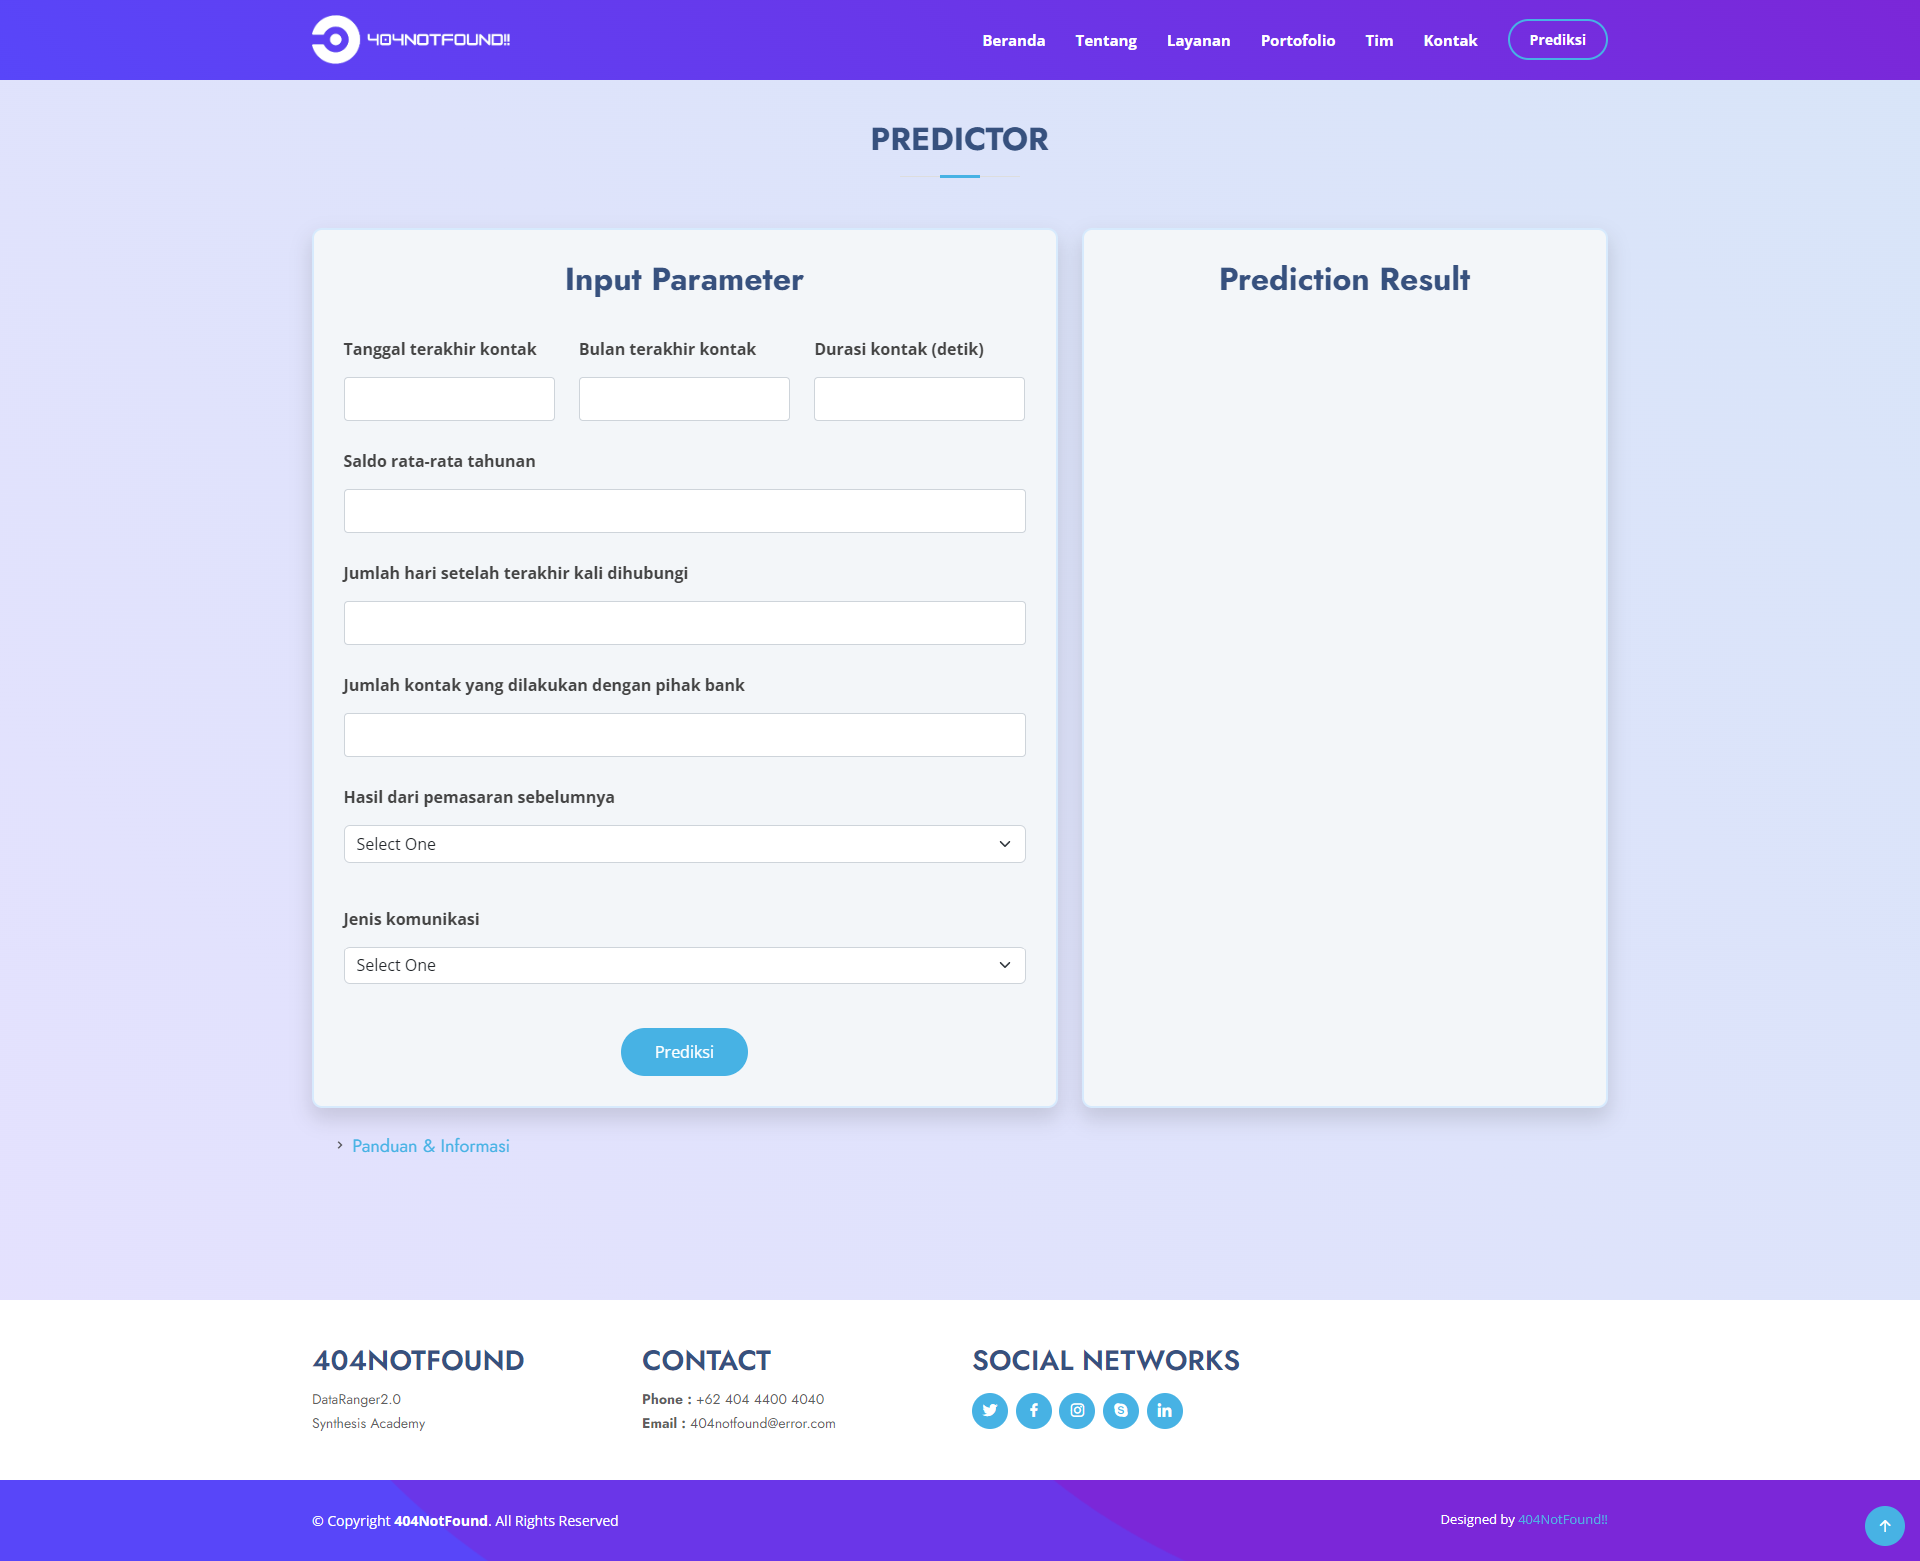 404NOTFOUND!!
Beranda
Tentang
Layanan
Portofolio
Tim
Kontak
Prediksi
PREDICTOR
Input Parameter
Tanggal terakhir kontak
Bulan terakhir kontak
Durasi kontak (detik)
Saldo rata-rata tahunan
Jumlah hari setelah terakhir kali dihubungi
Jumlah kontak yang dilakukan dengan pihak bank
Hasil dari pemasaran sebelumnya
Select One
Jenis komunikasi
Select One
Prediksi
Prediction Result
Panduan & Informasi
404NOTFOUND
DataRanger2.0
Synthesis Academy
CONTACT
Phone : +62 404 4400 4040
Email : 404notfound@error.com
SOCIAL NETWORKS
© Copyright 404NotFound. All Rights Reserved
Designed by 404NotFound!!